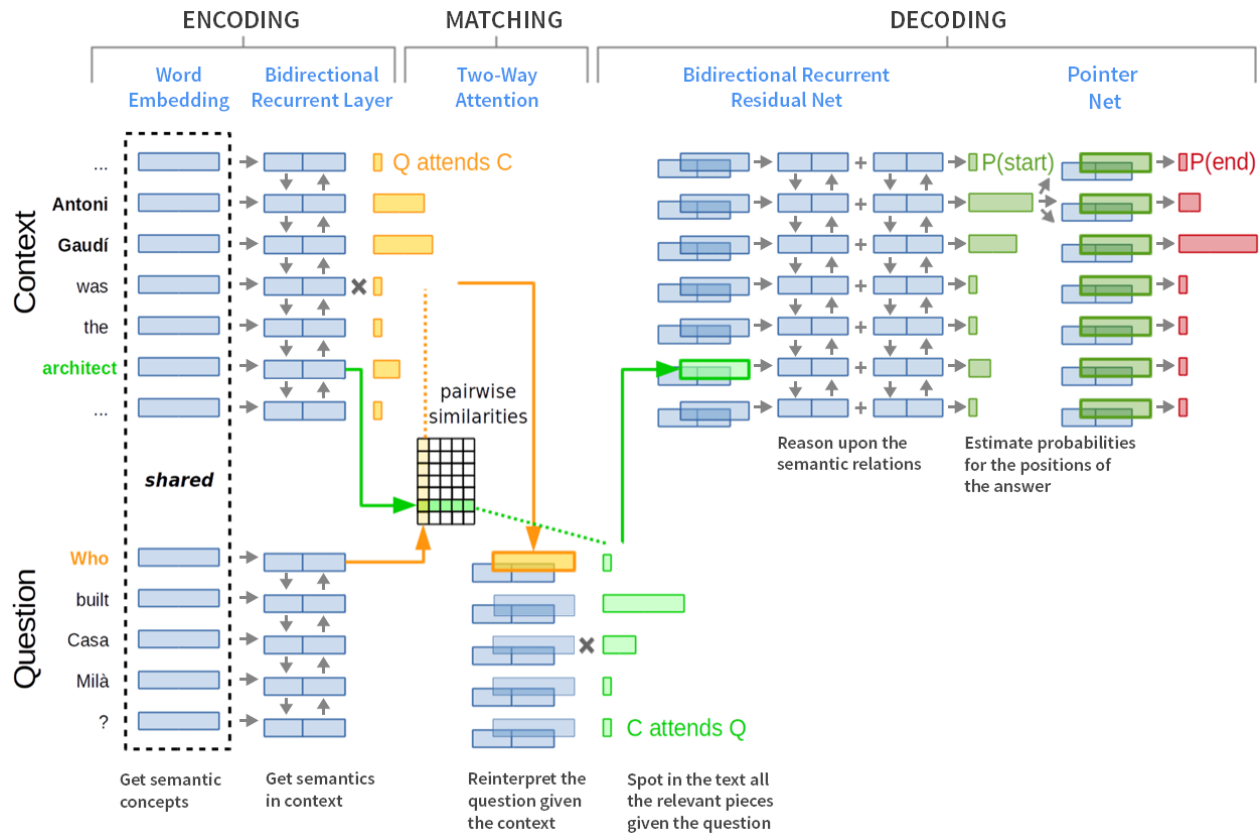 ENCODING
MATCHING
DECODING
Word
Embedding
Bidirectional
Recurrent Layer
Two-Way
Attention
Bidirectional Recurrent
Residual Net
Pointer
Net
Context
...
Antoni
Gaudí
was
the
architect
...
Q attends C
P(start)
P(end)
pairwise
similarities
Reason upon the
semantic relations
Estimate probabilities
for the positions of
the answer
shared
Question
Who
built
Casa
Milà
?
C attends Q
Get semantic
concepts
Get semantics
in context
Reinterpret the
question given
the context
Spot in the text all
the relevant pieces
given the question